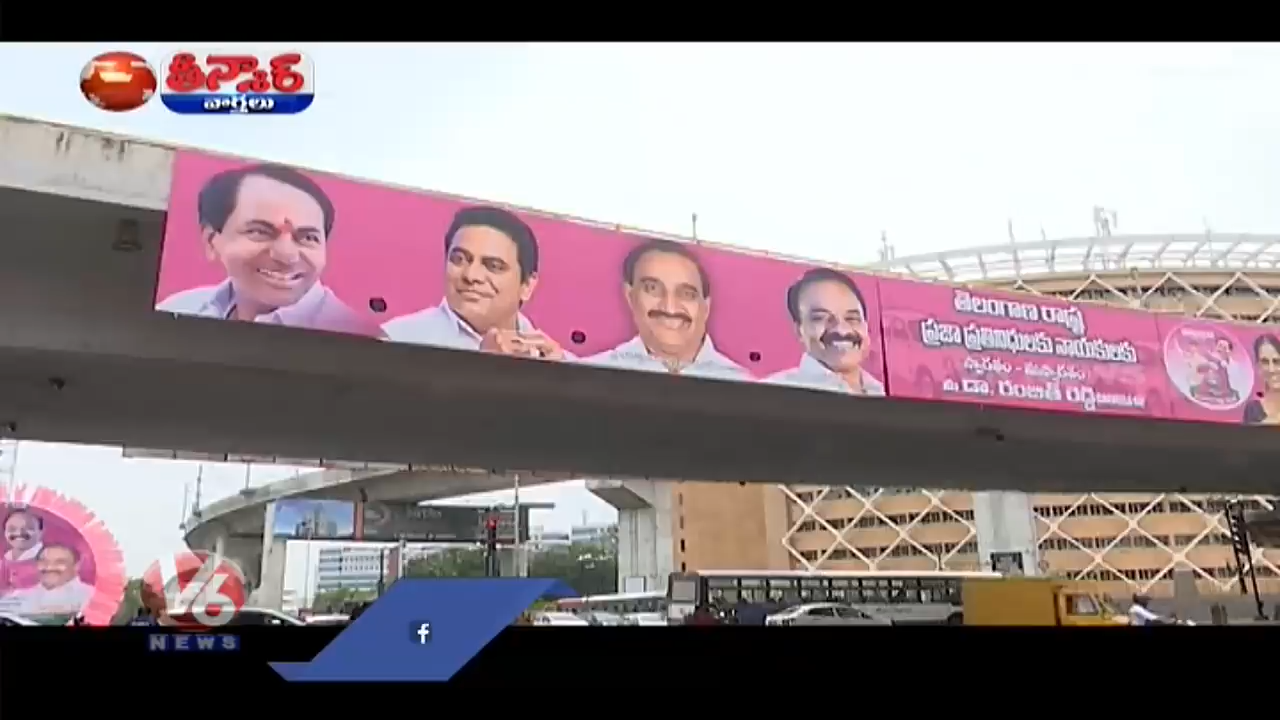 తీన్మార్
వార్తలు
తెలంగాణ రాష్ట్ర
ప్రజా ప్రతినిధులకు నాయకులకు
స్వాగతం - సుస్వాగతం
డా. రంజిత్ రెడ్డి
V6
NEWS
f